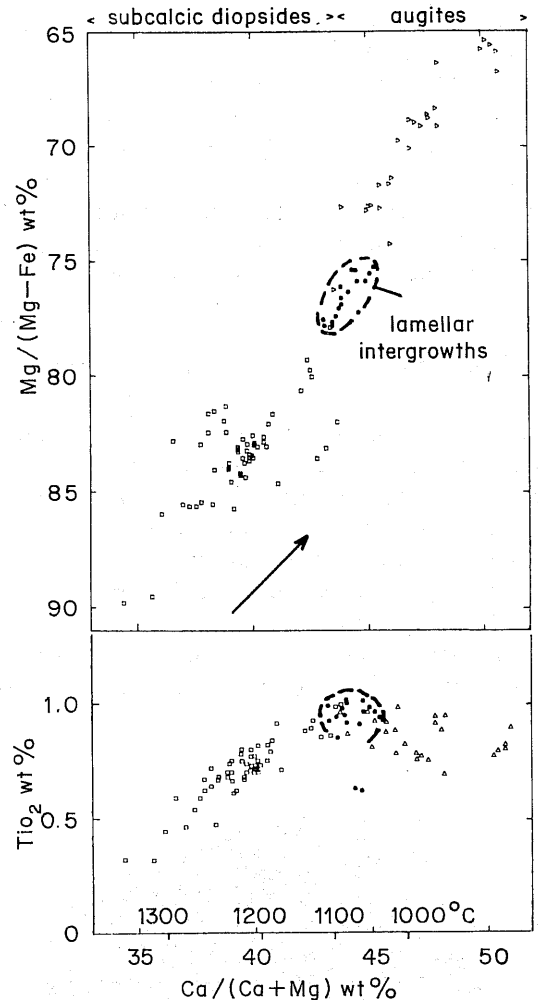 < subcalcic diopsides >< augites >
65
70
75
80
85
90
Mg/(Mg—Fe) wt%
lamellar
intergrowths
1.0
0.5
0
Tio2 wt%
1300 1200 1100 1000°C
35 40 45 50
Ca/(Ca+Mg) wt%